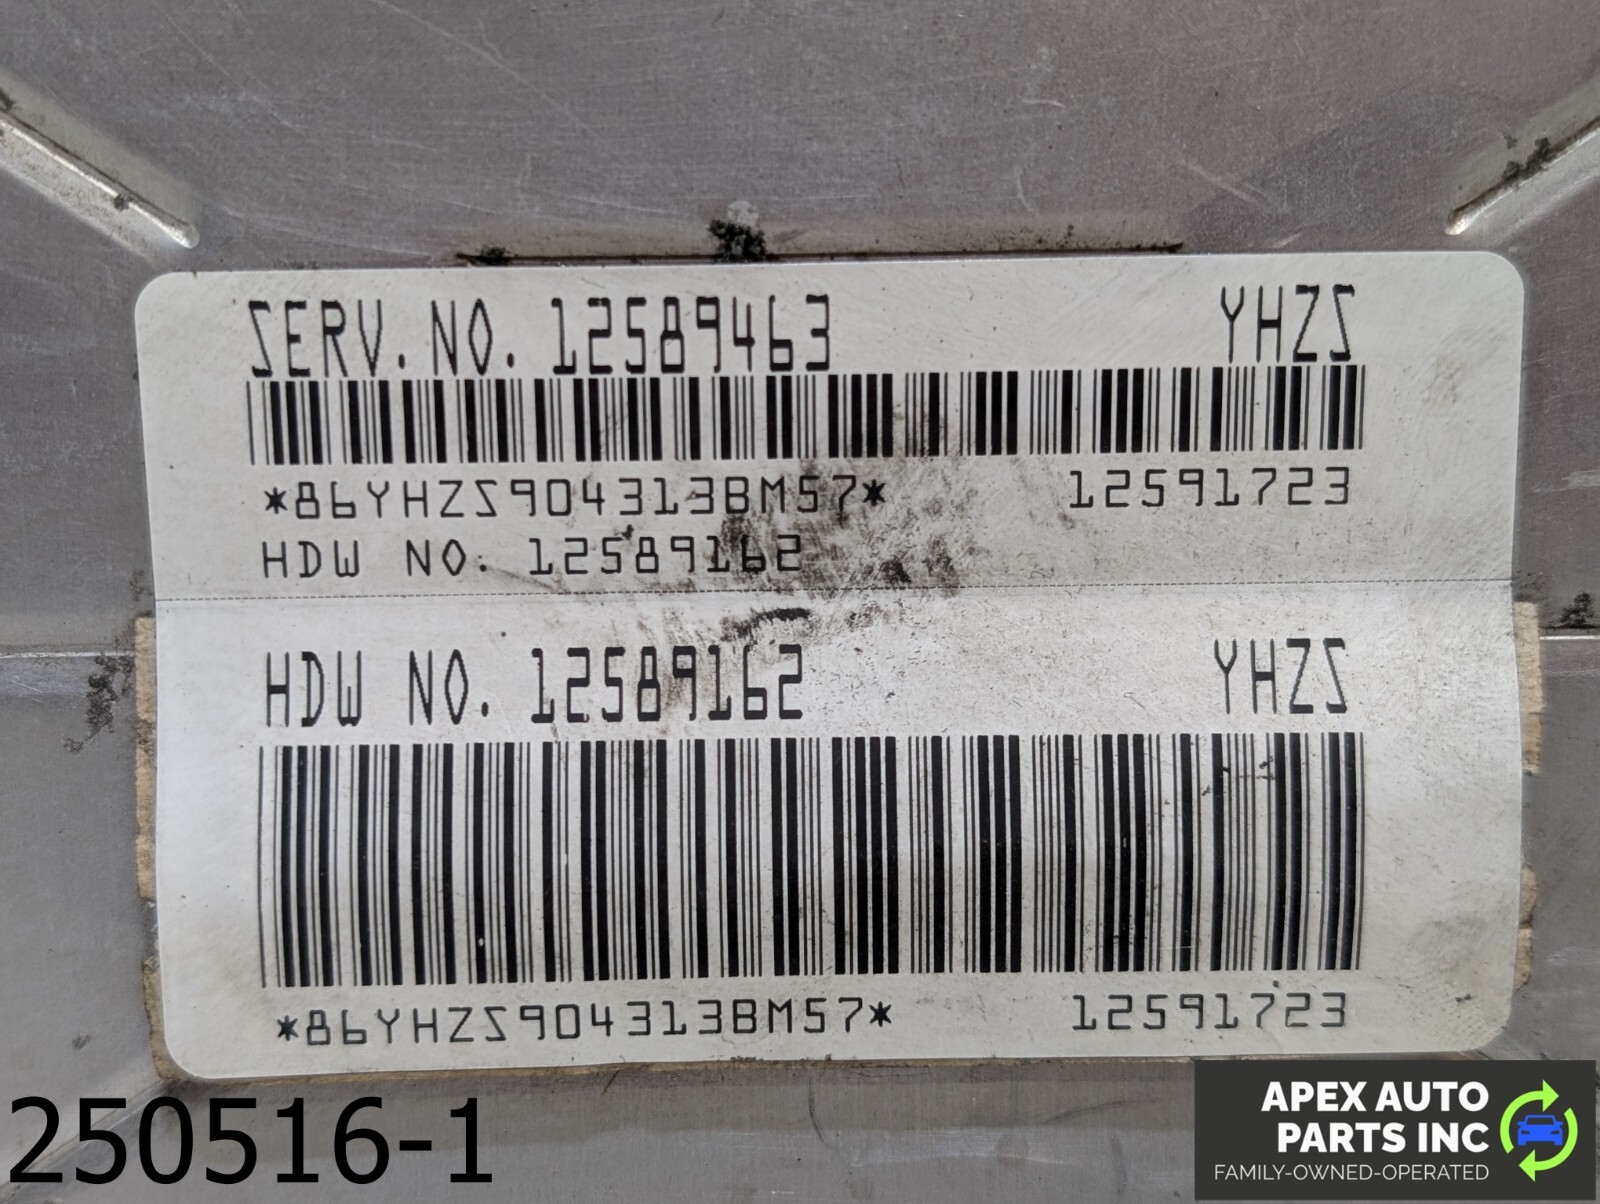 SERV. NO. 12589463 YHZS
*86YHZS904313BM57* 12591723
HDW NO. 12589162
HDW NO. 12589162 YHZS
*86YHZS904313BM57* 12591723
250516-1
APEX AUTO
PARTS INC
FAMILY-OWNED-OPERATED